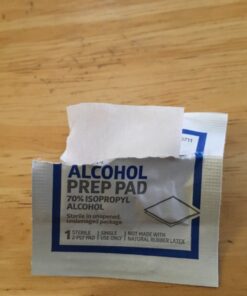 ALCOHOL
PREP PAD
70% ISOPROPYL
ALCOHOL
Sterile in unopened,
undamaged package
1 STERILE 2-PLY PAD
SINGLE USE ONLY
NOT MADE WITH NATURAL RUBBER LATEX